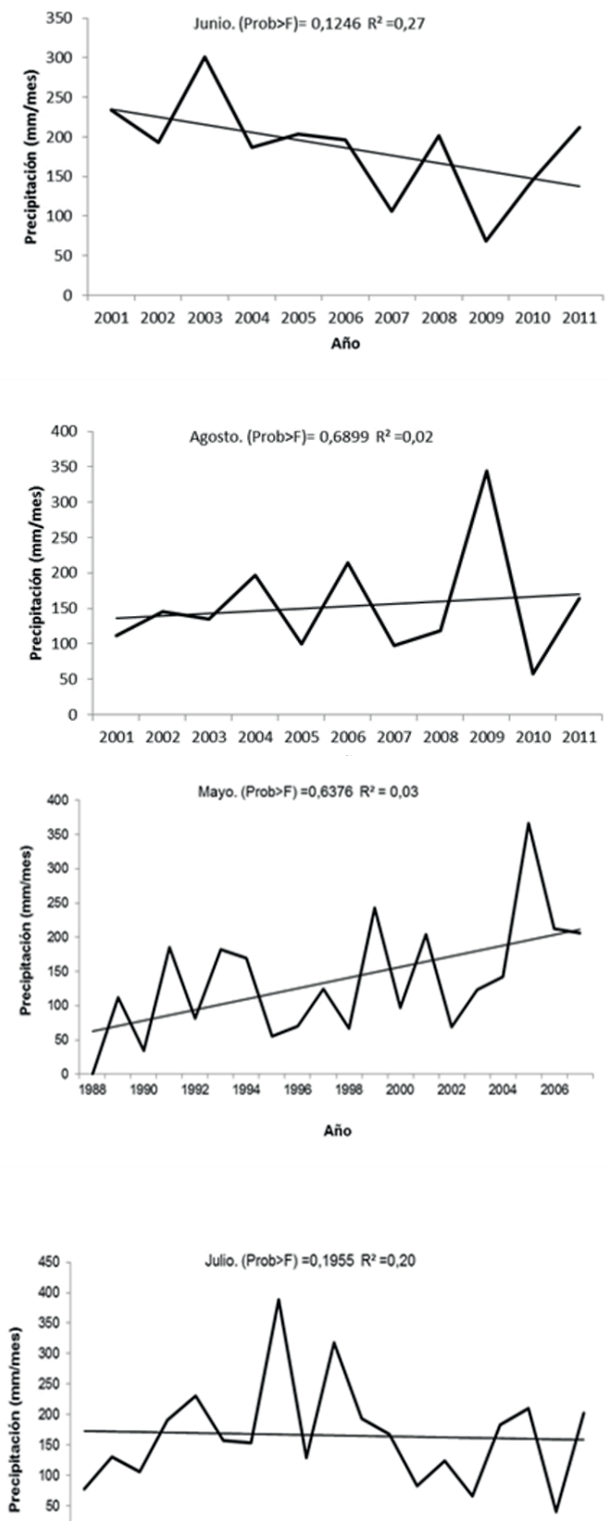 Junio. (Prob>F)= 0,1246 R² =0,27
Precipitación (mm/mes)
350
300
250
200
150
100
50
0
2001 2002 2003 2004 2005 2006 2007 2008 2009 2010 2011
Año
Agosto. (Prob>F)= 0,6899 R² =0,02
Precipitación (mm/mes)
400
350
300
250
200
150
100
50
0
2001 2002 2003 2004 2005 2006 2007 2008 2009 2010 2011
Mayo. (Prob>F) =0,6376 R² = 0,03
Precipitación (mm/mes)
400
350
300
250
200
150
100
50
0
1988 1990 1992 1994 1996 1998 2000 2002 2004 2006
Año
Julio. (Prob>F) =0,1955 R² =0,20
Precipitación (mm/mes)
450
400
350
300
250
200
150
100
50